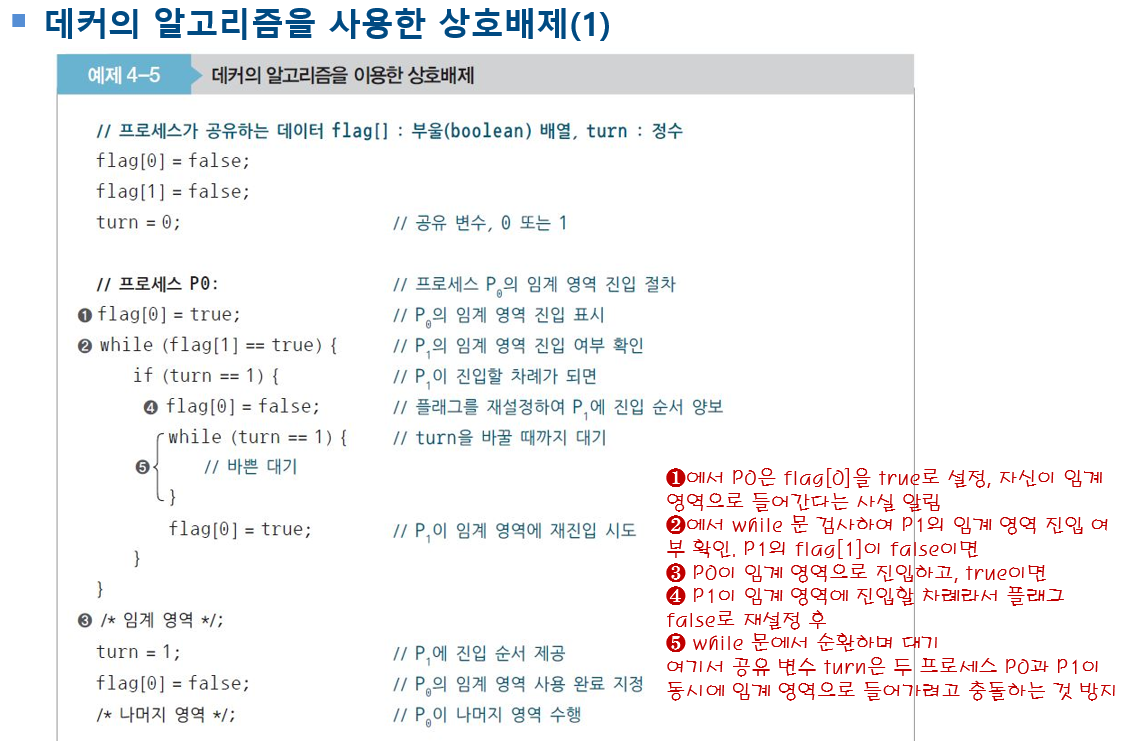 데커의 알고리즘을 사용한 상호배제(1)
예제 4-5 데커의 알고리즘을 이용한 상호배제
// 프로세스가 공유하는 데이터 flag[] : 부울(boolean) 배열, turn : 정수
flag[0] = false;
flag[1] = false;
turn = 0; // 공유 변수, 0 또는 1
// 프로세스 P0: // 프로세스 P0의 임계 영역 진입 절차
❶ flag[0] = true; // P0의 임계 영역 진입 표시
❷ while (flag[1] == true) { // P1의 임계 영역 진입 여부 확인
if (turn == 1) { // P1이 진입할 차례가 되면
❹ flag[0] = false; // 플래그를 재설정하여 P1에 진입 순서 양보
while (turn == 1) { // turn을 바꿀 때까지 대기
❺ // 바쁜 대기
}
flag[0] = true; // P1이 임계 영역에 재진입 시도
}
}
❸ /* 임계 영역 */;
turn = 1; // P1에 진입 순서 제공
flag[0] = false; // P0의 임계 영역 사용 완료 지정
/* 나머지 영역 */; // P0이 나머지 영역 수행
❶에서 P0은 flag[0]을 true로 설정, 자신이 임계
영역으로 들어간다는 사실 알림
❷에서 while 문 검사하여 P1의 임계 영역 진입 여
부 확인. P1의 flag[1]이 false이면
❸ P0이 임계 영역으로 진입하고, true이면
❹ P1이 임계 영역에 진입할 차례라서 플래그
false로 재설정 후
❺ while 문에서 순환하며 대기
여기서 공유 변수 turn은 두 프로세스 P0과 P1이
동시에 임계 영역으로 들어가려고 충돌하는 것 방지